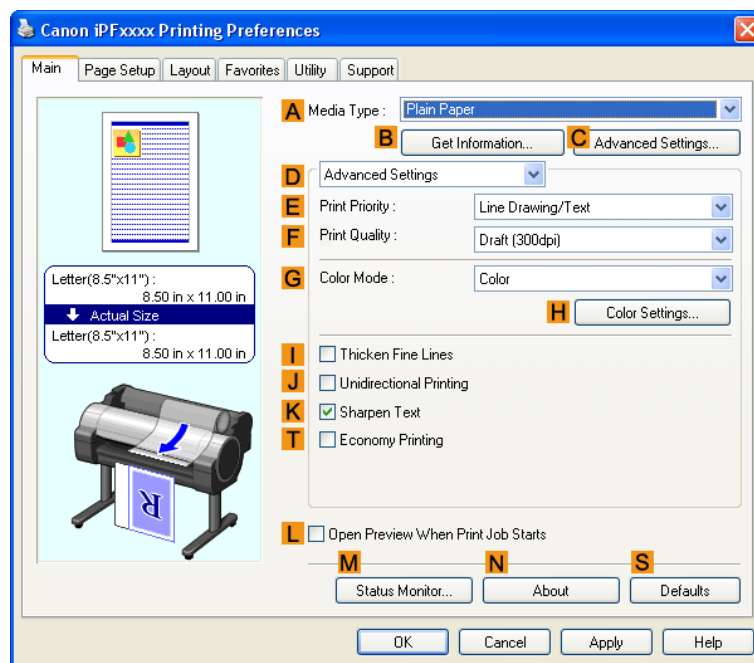 Canon iPFxxxx Printing Preferences
Main Page Setup Layout Favorites Utility Support
A Media Type : Plain Paper
B Get Information... C Advanced Settings...
D Advanced Settings
E Print Priority : Line Drawing/Text
F Print Quality : Draft (300dpi)
G Color Mode : Color
H Color Settings...
Letter(8.5"x11") :
8.50 in x 11.00 in
Actual Size
Letter(8.5"x11") :
8.50 in x 11.00 in
I Thicken Fine Lines
J Unidirectional Printing
K Sharpen Text
T Economy Printing
R
L Open Preview When Print Job Starts
M N S
Status Monitor... About Defaults
OK Cancel Apply Help